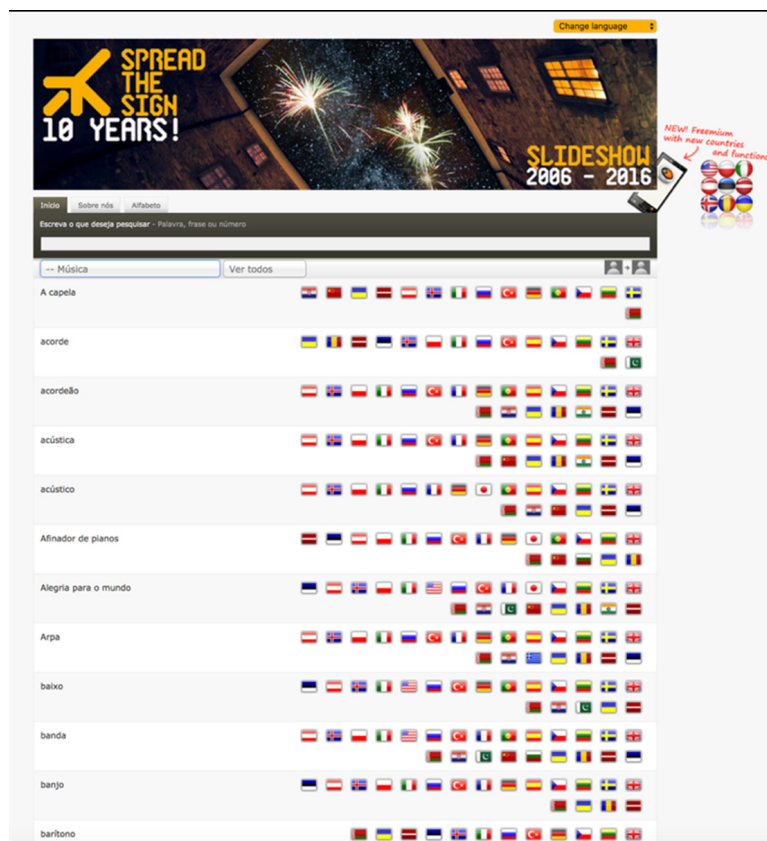 Change language
SPREAD
THE
SIGN
10 YEARS!
SLIDESHOW
2006 - 2016
NEW! Freemium
with new countries
and function
Início Sobre nós Alfabeto
Escreva o que deseja pesquisar - Palavra, frase ou número
-- Música Ver todos
A capela
acorde
acordeão
acústica
acústico
Afinador de pianos
Alegria para o mundo
Arpa
baixo
banda
banjo
barítono